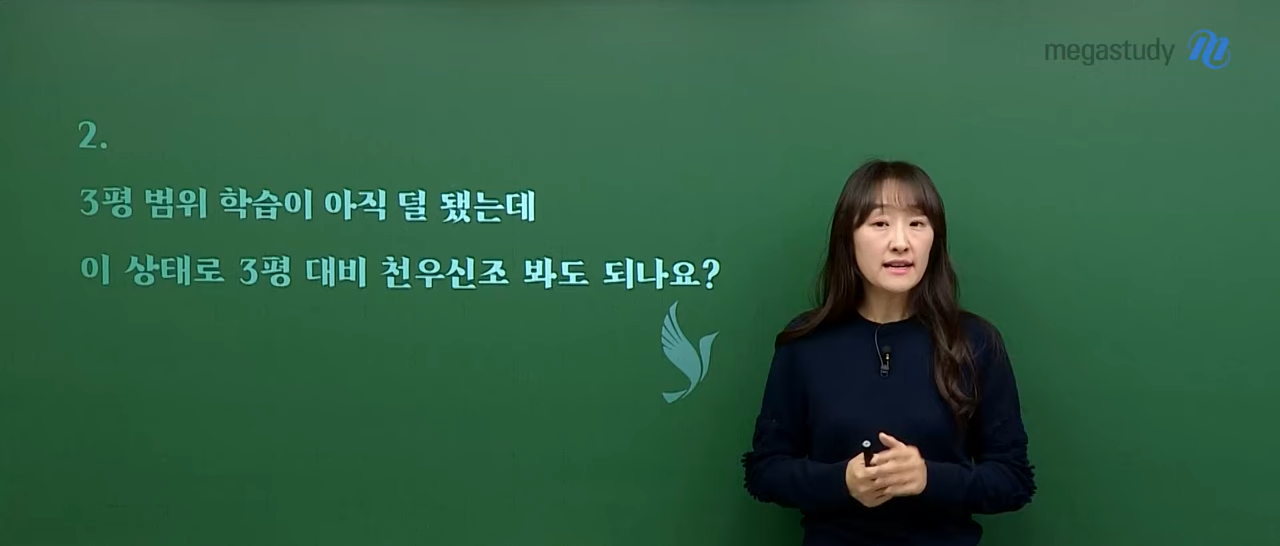 megastudy
2.
3평 범위 학습이 아직 덜 됐는데
이 상태로 3평 대비 천우신조 봐도 되나요?